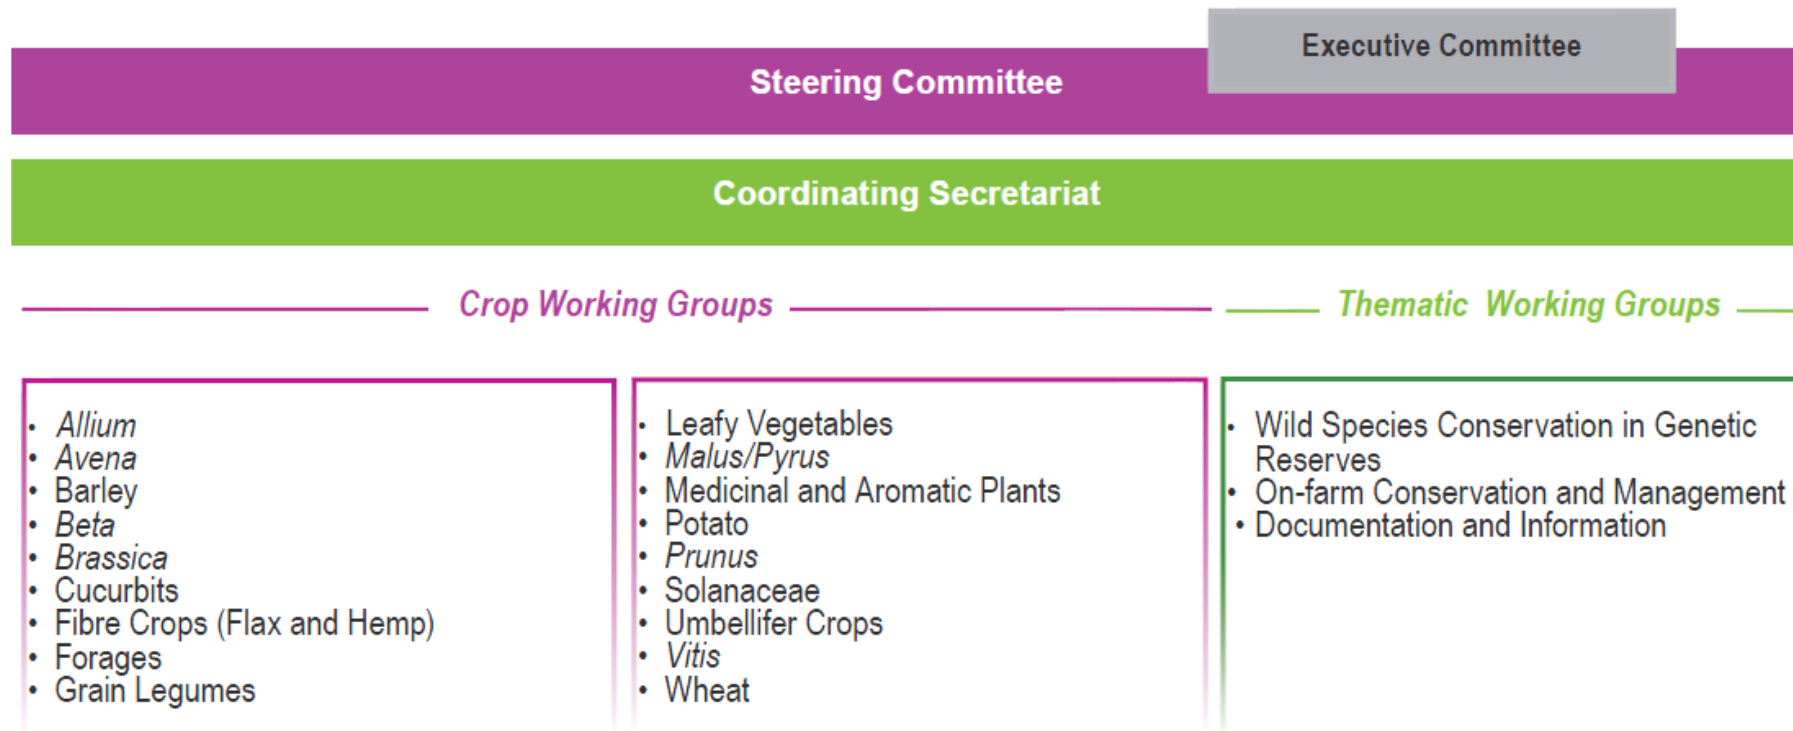 Executive Committee
Steering Committee
Coordinating Secretariat
Crop Working Groups
Thematic Working Groups
• Allium
• Avena
• Barley
• Beta
• Brassica
• Cucurbits
• Fibre Crops (Flax and Hemp)
• Forages
• Grain Legumes
• Leafy Vegetables
• Malus/Pyrus
• Medicinal and Aromatic Plants
• Potato
• Prunus
• Solanaceae
• Umbellifer Crops
• Vitis
• Wheat
• Wild Species Conservation in Genetic
Reserves
• On-farm Conservation and Management
• Documentation and Information